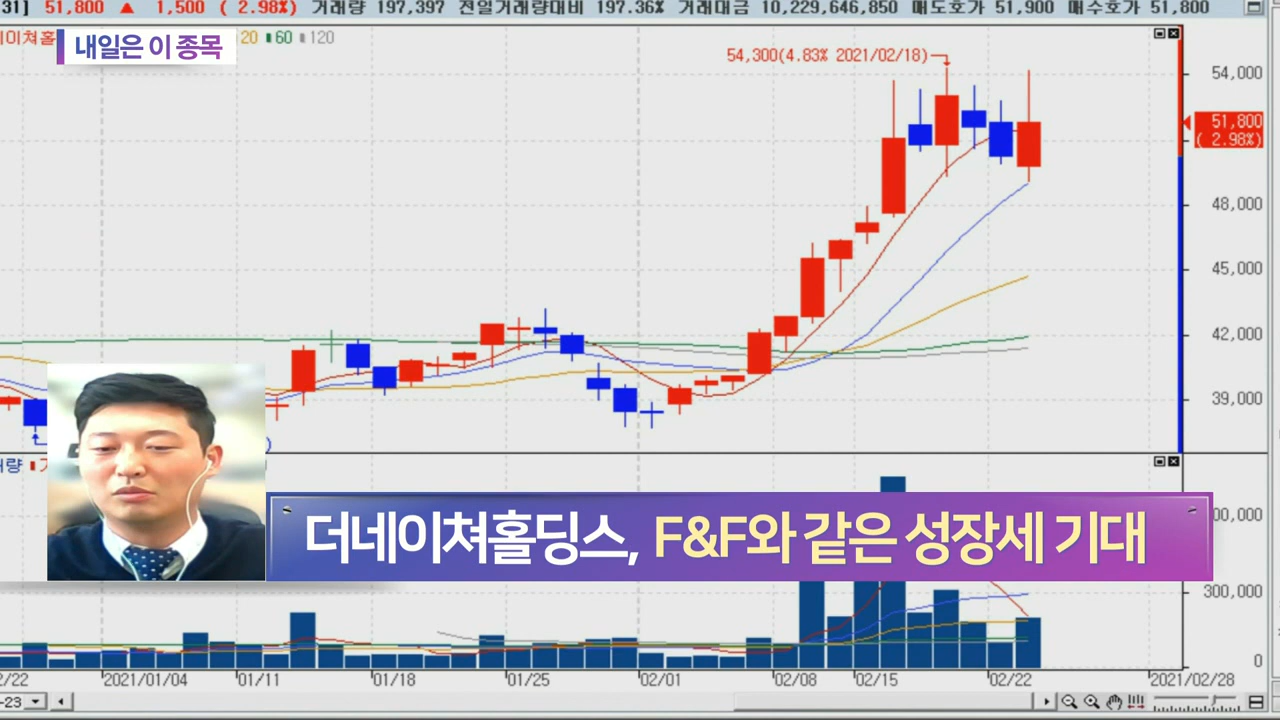 31] 51,800 ▲ 1,500 ( 2.98%) 거래량 197,397 전일거래량대비 197.36% 거래대금 10,229,646,850 매도호가 51,900 매수호가 51,800
이쳐홀
내일은 이 종목
20 60 120
54,300(4.83% 2021/02/18)
54,000
51,800
( 2.98%)
48,000
45,000
42,000
39,000
더네이쳐홀딩스, F&F와 같은 성장세 기대
300,000
0
2021/01/04 01/11 01/18 01/25 02/01 02/08 02/15 02/22 2021/02/28
-23